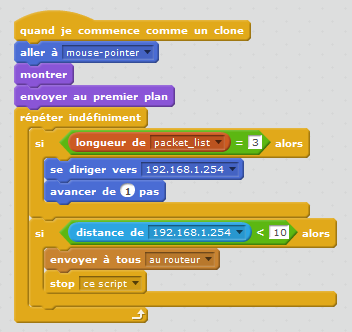 quand je commence comme un clone
aller à mouse-pointer
montrer
envoyer au premier plan
répéter indéfiniment
si longueur de packet_list = 3 alors
se diriger vers 192.168.1.254
avancer de 1 pas
si distance de 192.168.1.254 < 10 alors
envoyer à tous au routeur
stop ce script